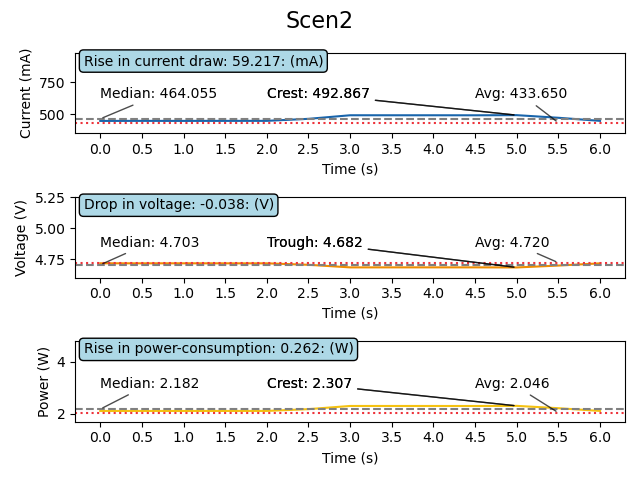 Scen2
Rise in current draw: 59.217: (mA)
750
Median: 464.055 Crest: 492.867 Avg: 433.650
500
Current (mA)
0.0 0.5 1.0 1.5 2.0 2.5 3.0 3.5 4.0 4.5 5.0 5.5 6.0
Time (s)
5.25
Drop in voltage: -0.038: (V)
5.00
Median: 4.703 Trough: 4.682 Avg: 4.720
4.75
Voltage (V)
0.0 0.5 1.0 1.5 2.0 2.5 3.0 3.5 4.0 4.5 5.0 5.5 6.0
Time (s)
Rise in power-consumption: 0.262: (W)
4
Median: 2.182 Crest: 2.307 Avg: 2.046
2
Power (W)
0.0 0.5 1.0 1.5 2.0 2.5 3.0 3.5 4.0 4.5 5.0 5.5 6.0
Time (s)